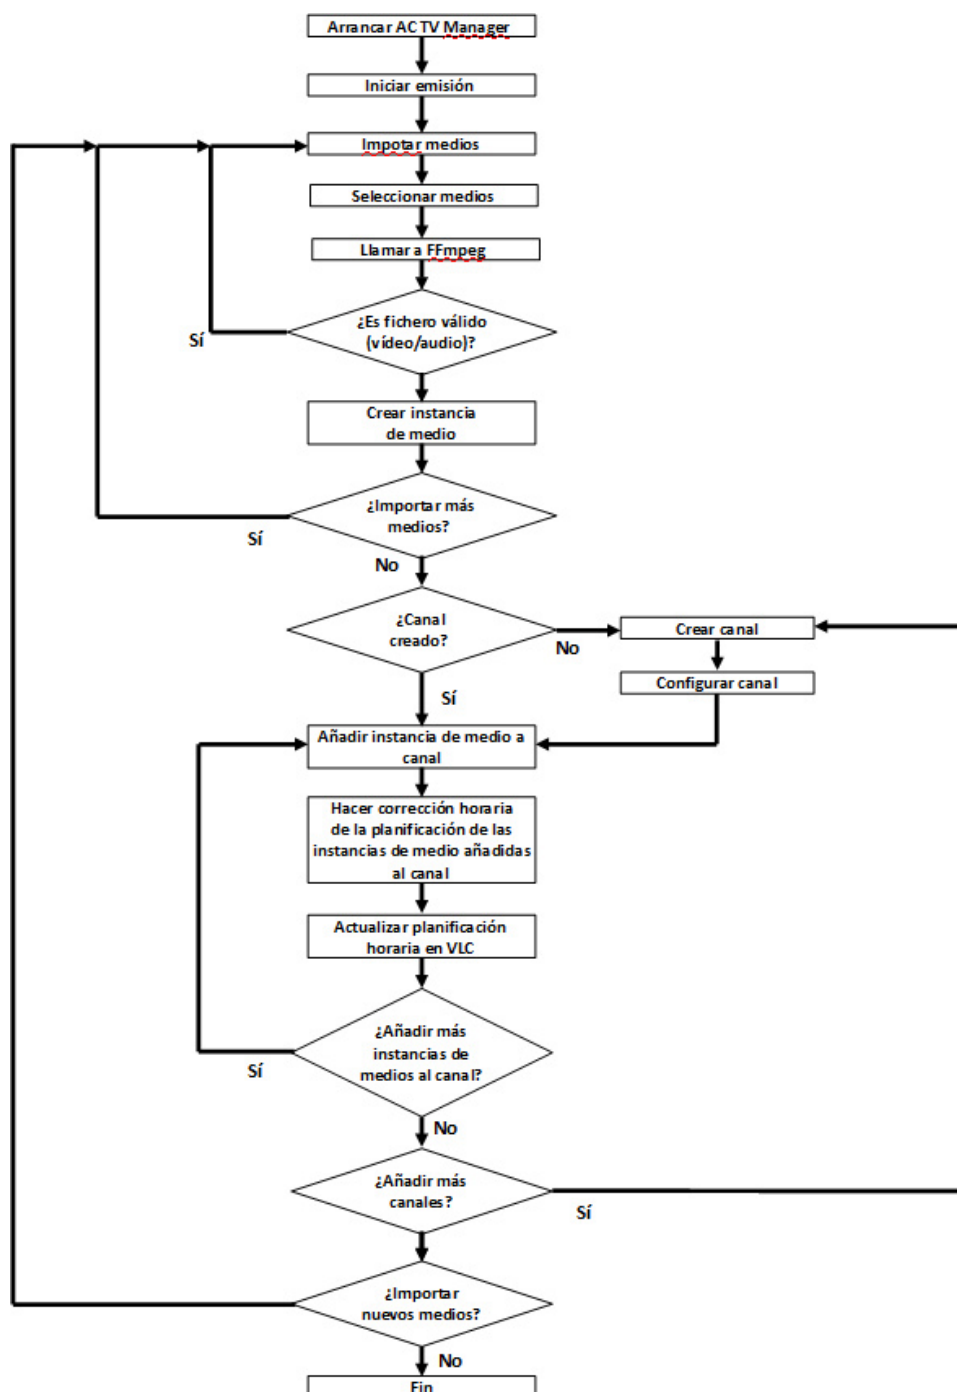 Arrancar AC TV Manager
Iniciar emisión
Impotar medios
Seleccionar medios
Llamar a FFmpeg
¿Es fichero válido
(vídeo/audio)?
Sí
Crear instancia
de medio
¿Importar más
medios?
Sí
No
¿Canal
creado?
No
Crear canal
Configurar canal
Sí
Añadir instancia de medio a
canal
Hacer corrección horaria
de la planificación de las
instancias de medio añadidas
al canal
Actualizar planificación
horaria en VLC
¿Añadir más
instancias de
medios al canal?
Sí
No
¿Añadir más
canales?
Sí
¿Importar
nuevos medios?
No
Fin